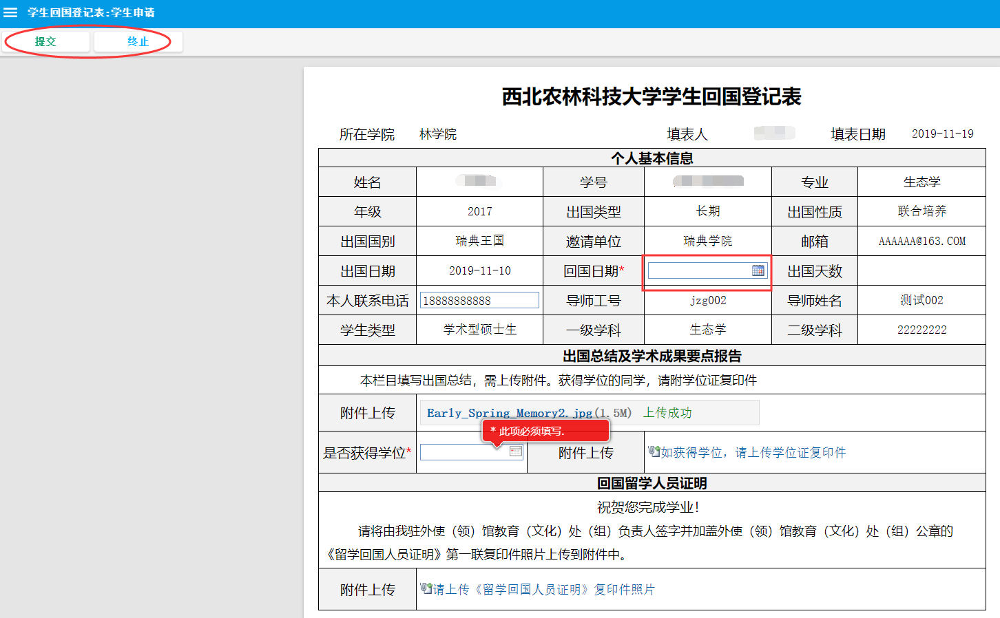 学生回国登记表:学生申请
提交 终止
西北农林科技大学学生回国登记表
所在学院 林学院 填表人 填表日期 2019-11-19
个人基本信息
姓名 学号 专业 生态学
年级 2017 出国类型 长期 出国性质 联合培养
出国国别 瑞典王国 邀请单位 瑞典学院 邮箱 AAAAAA@163.COM
出国日期 2019-11-10 回国日期* 出国天数
本人联系电话 18888888888 导师工号 jzg002 导师姓名 测试002
学生类型 学术型硕士生 一级学科 生态学 二级学科 22222222
出国总结及学术成果要点报告
本栏目填写出国总结，需上传附件。获得学位的同学，请附学位证复印件
附件上传 Early_Spring_Memory2.jpg(1.5M) 上传成功
* 此项必须填写.
是否获得学位* 附件上传 如获得学位，请上传学位证复印件
回国留学人员证明
祝贺您完成学业！
请将由我驻外使（领）馆教育（文化）处（组）负责人签字并加盖外使（领）馆教育（文化）处（组）公章的
《留学回国人员证明》第一联复印件照片上传到附件中。
附件上传 请上传《留学回国人员证明》复印件照片